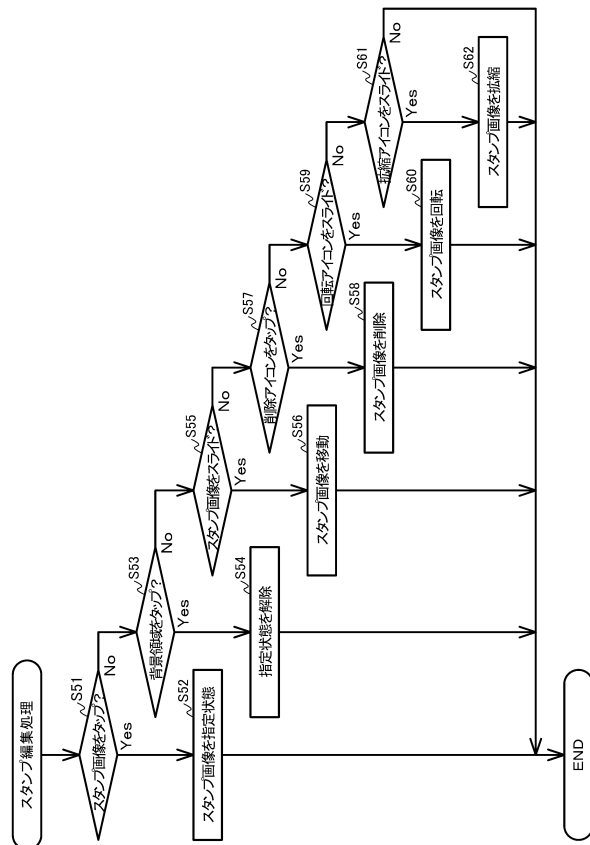 スタンプ編集処理
S51
スタンプ画像をタップ?
No
Yes
S52
スタンプ画像を指定状態
S53
背景領域をタップ?
No
Yes
S54
指定状態を解除
S55
スタンプ画像をスライド?
No
Yes
S56
スタンプ画像を移動
S57
削除アイコンをタップ?
No
Yes
S58
スタンプ画像を削除
S59
回転アイコンをスライド?
No
Yes
S60
スタンプ画像を回転
S61
拡縮アイコンをスライド?
No
Yes
S62
スタンプ画像を拡縮
END